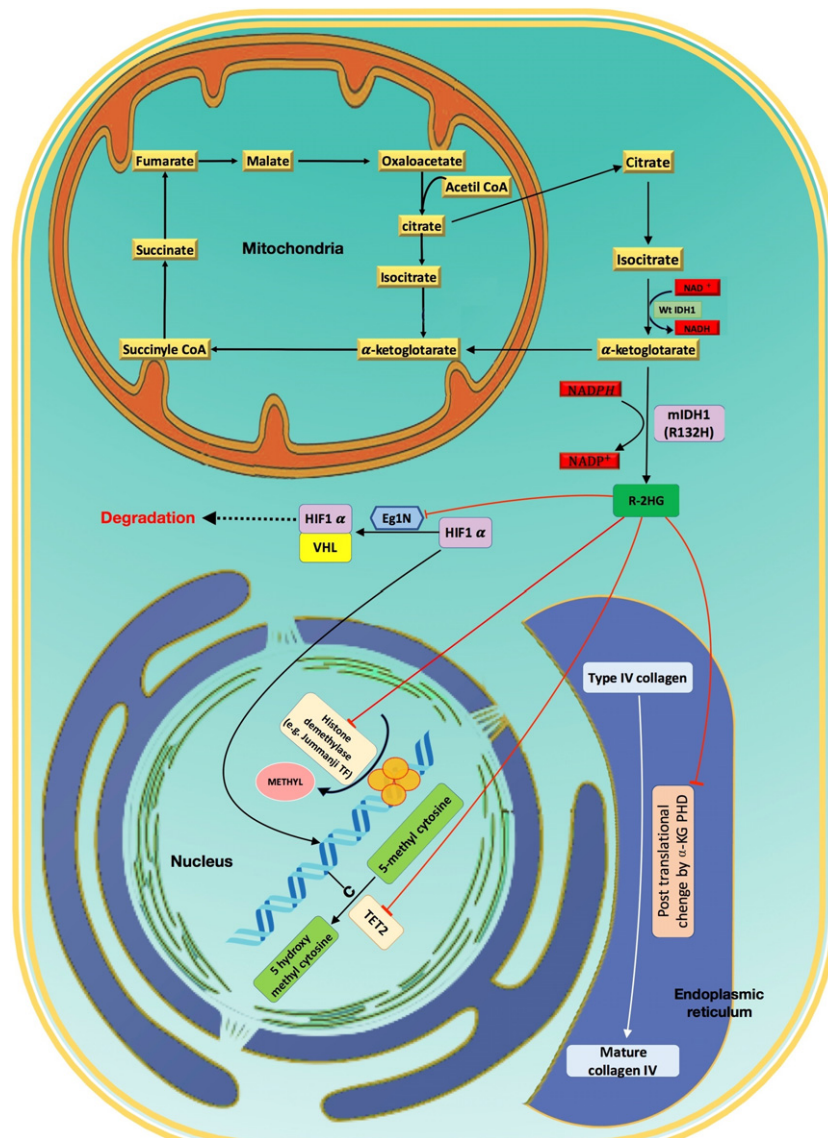 Fumarate
Malate
Oxaloacetate
Acetil CoA
citrate
Isocitrate
α-ketoglotarate
Succinyle CoA
Succinate
Mitochondria
Citrate
Isocitrate
NAD +
Wt IDH1
NADH
α-ketoglotarate
NADPH
mIDH1
(R132H)
NADP+
R-2HG
Degradation
HIF1 α
VHL
Eg1N
HIF1 α
Histone
demethylase
(e.g. Jummanji TF)
METHYL
Nucleus
5-methyl cytosine
C
TET2
5 hydroxy
methyl cytosine
Type IV collagen
Post translational
chenge by α-KG PHD
Endoplasmic
reticulum
Mature
collagen IV